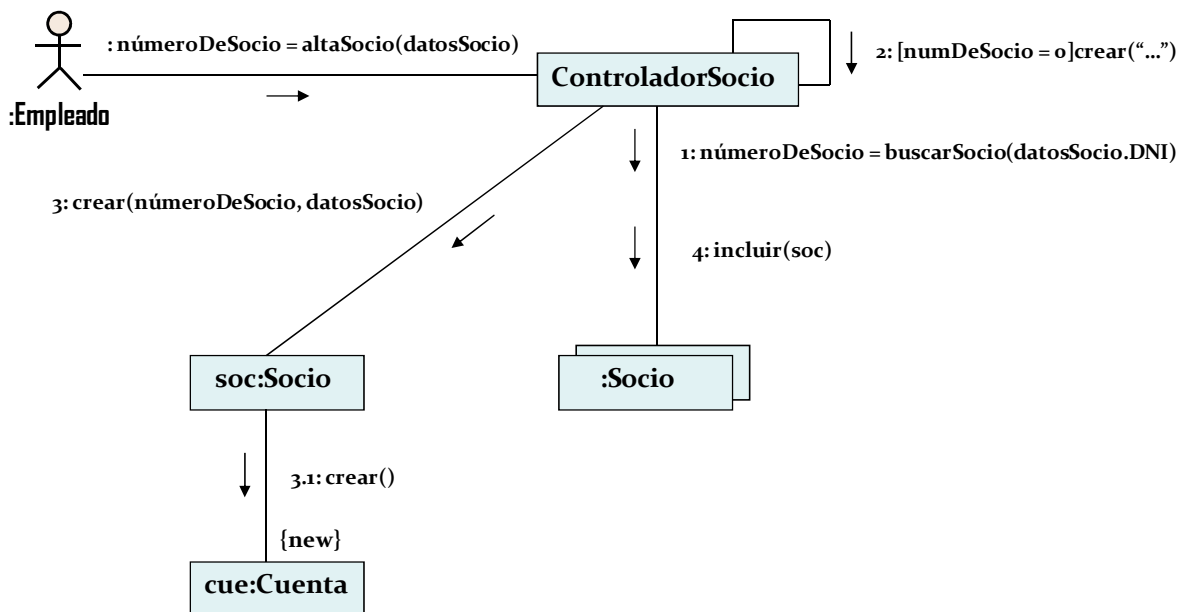 : númeroDeSocio = altaSocio(datosSocio)
2: [numDeSocio = 0]crear(“...”)
ControladorSocio
:Empleado
1: númeroDeSocio = buscarSocio(datosSocio.DNI)
3: crear(númeroDeSocio, datosSocio)
4: incluir(soc)
soc:Socio
:Socio
3.1: crear()
{new}
cue:Cuenta